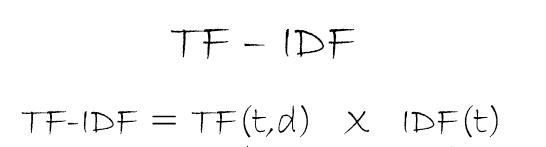 TF - IDF
TF-IDF = TF(t,d) X IDF(t)